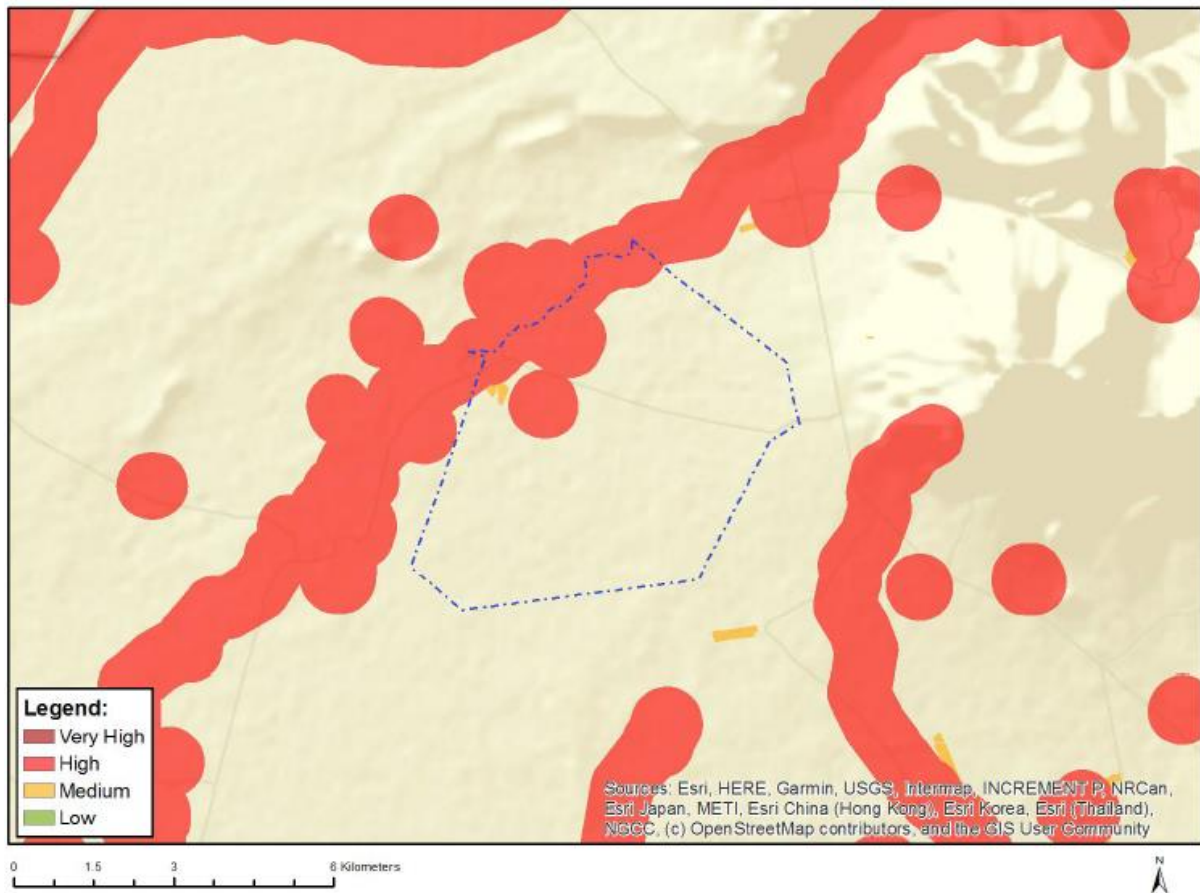 Legend:
Very High
High
Medium
Low
Sources: Esri, HERE, Garmin, USGS, Intermap, INCREMENT P, NRCan,
Esri Japan, METI, Esri China (Hong Kong), Esri Korea, Esri (Thailand),
NGCC, (c) OpenStreetMap contributors, and the GIS User Community
0 1.5 3 6 Kilometers
N